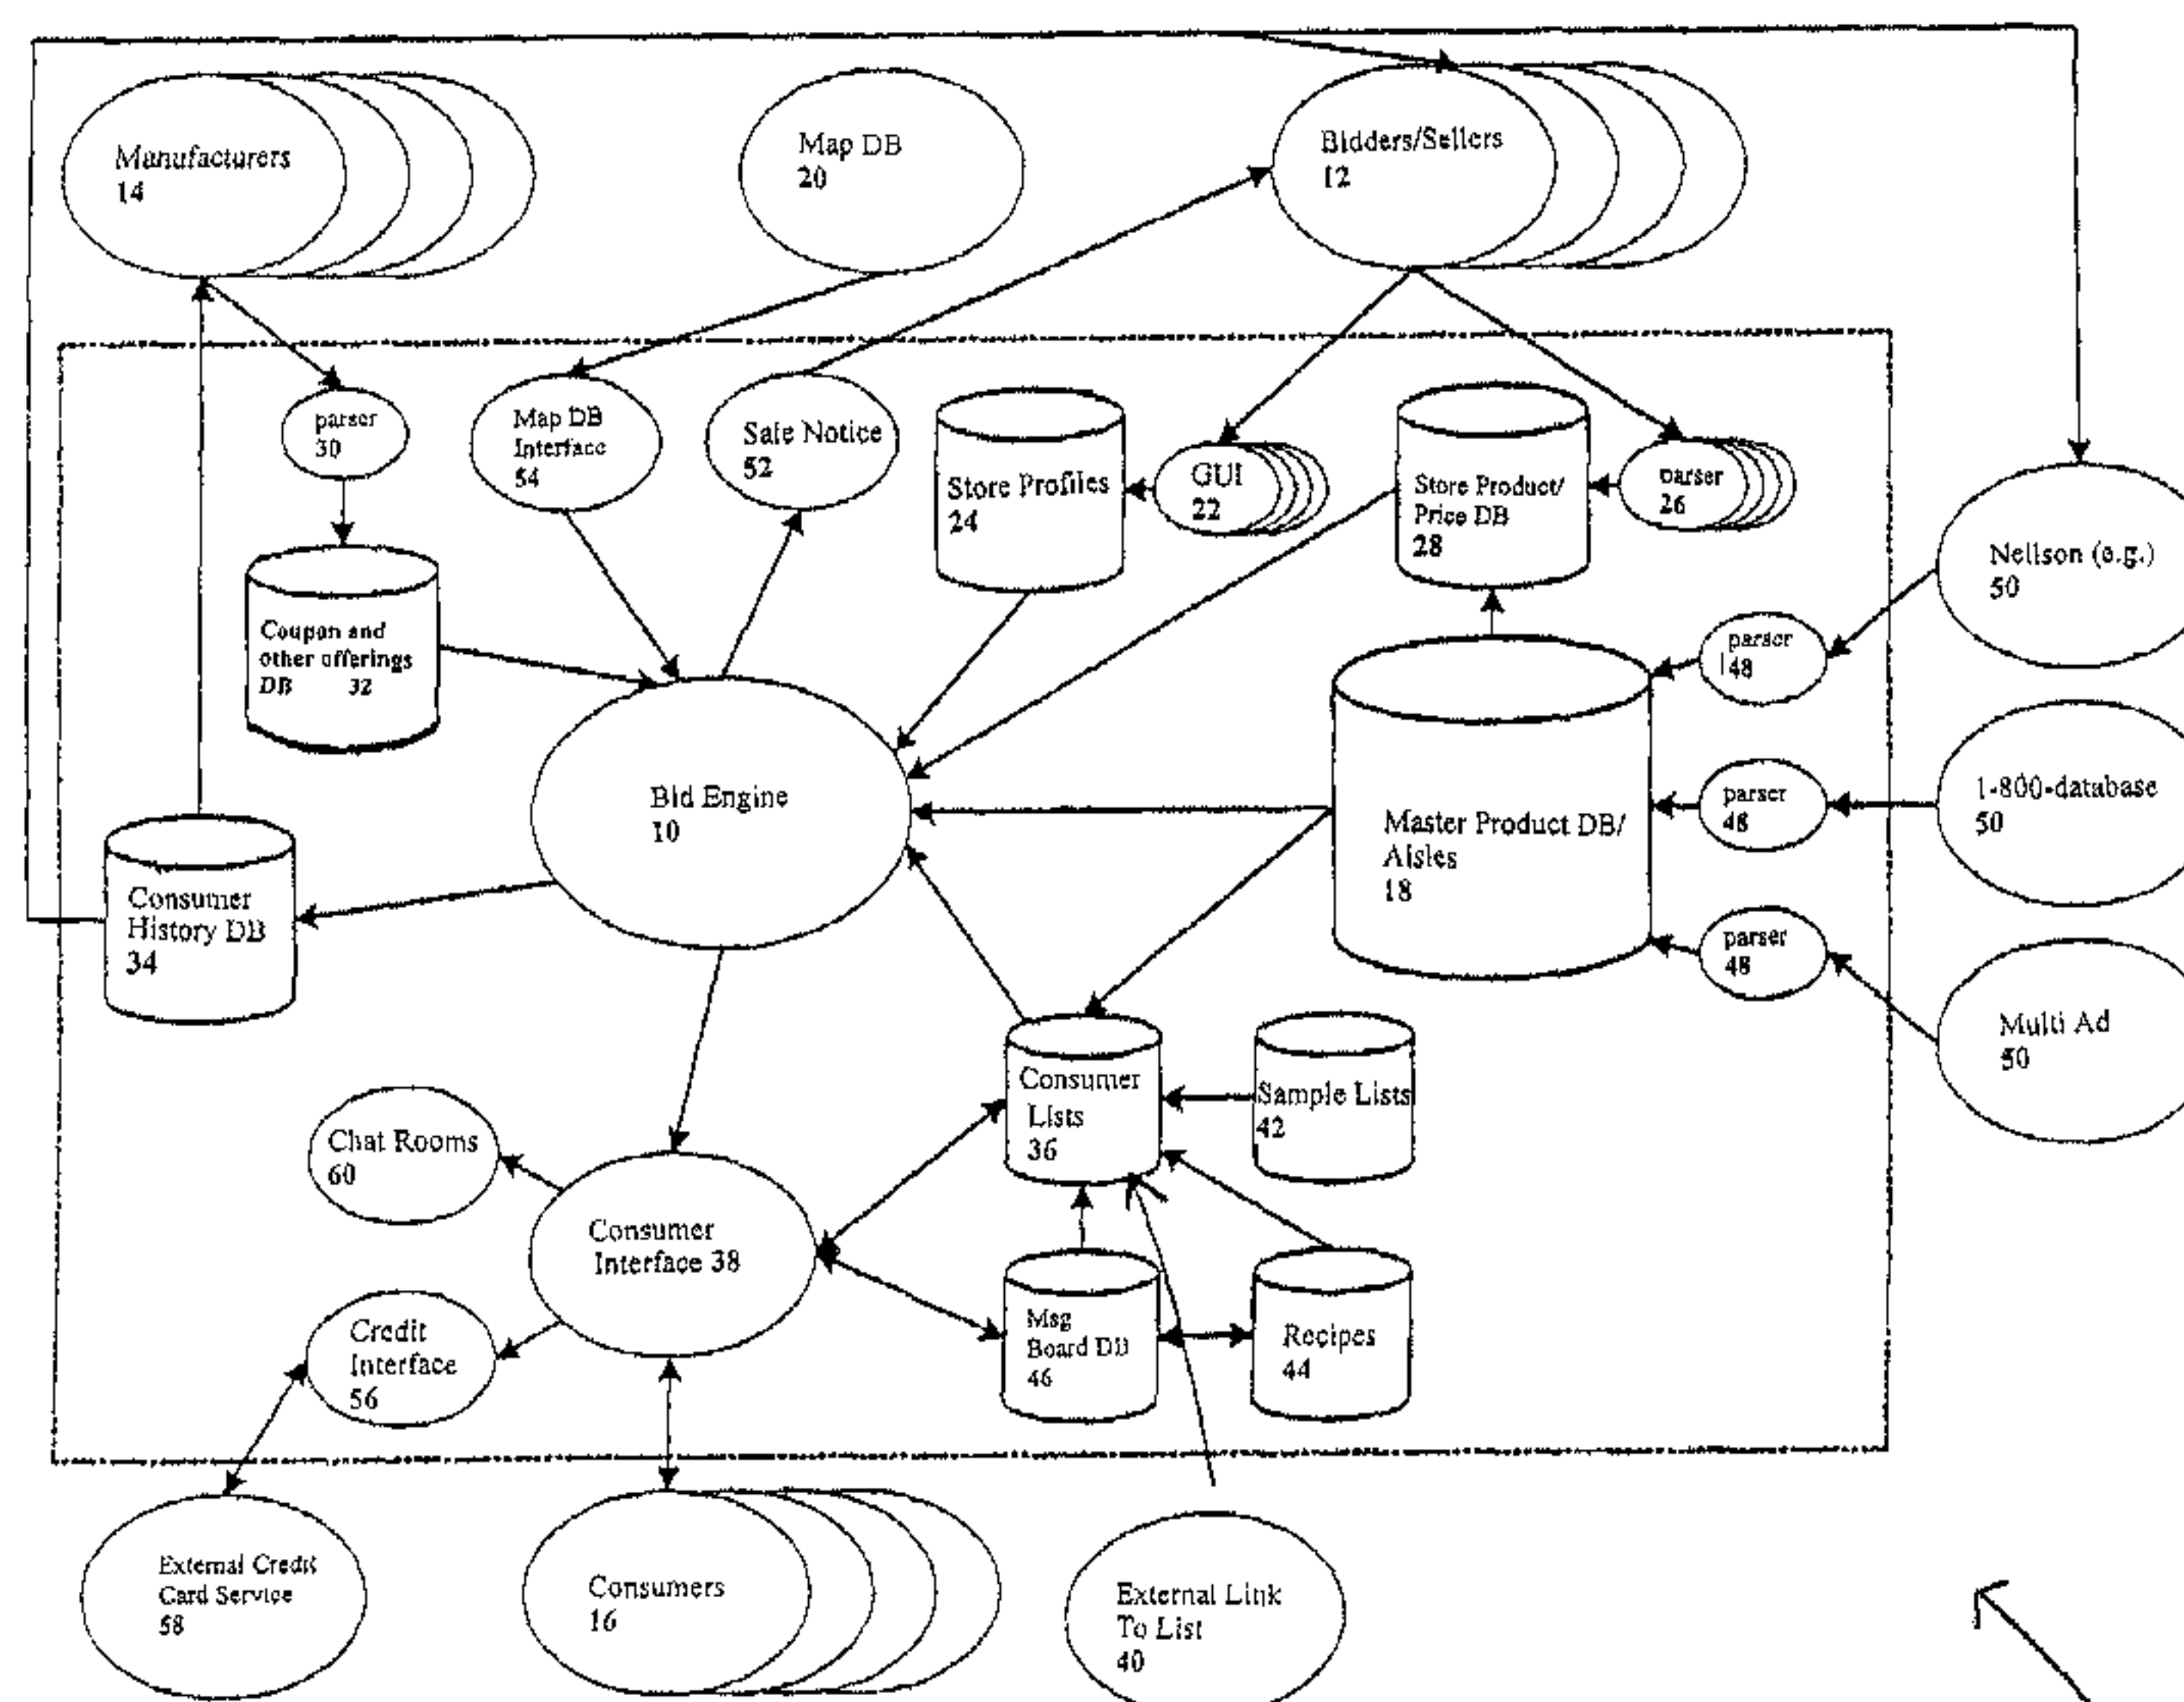 Manufacturers
14
Map DB
20
Bidders/Sellers
12
parser
30
Map DB
Interface
54
Sale Notice
52
Store Profiles
24
GUI
22
Store Product/
Price DB
28
parser
26
Nellson (e.g.)
50
Coupon and
other offerings
DB 32
parser
48
Bid Engine
10
Master Product DB/
Aisles
18
parser
48
1-800-database
50
Consumer
History DB
34
parser
48
Multi Ad
50
Consumer
Lists
36
Sample Lists
42
Chat Rooms
60
Consumer
Interface 38
Credit
Interface
56
Msg
Board DB
46
Recipes
44
External Credit
Card Service
58
Consumers
16
External Link
To List
40